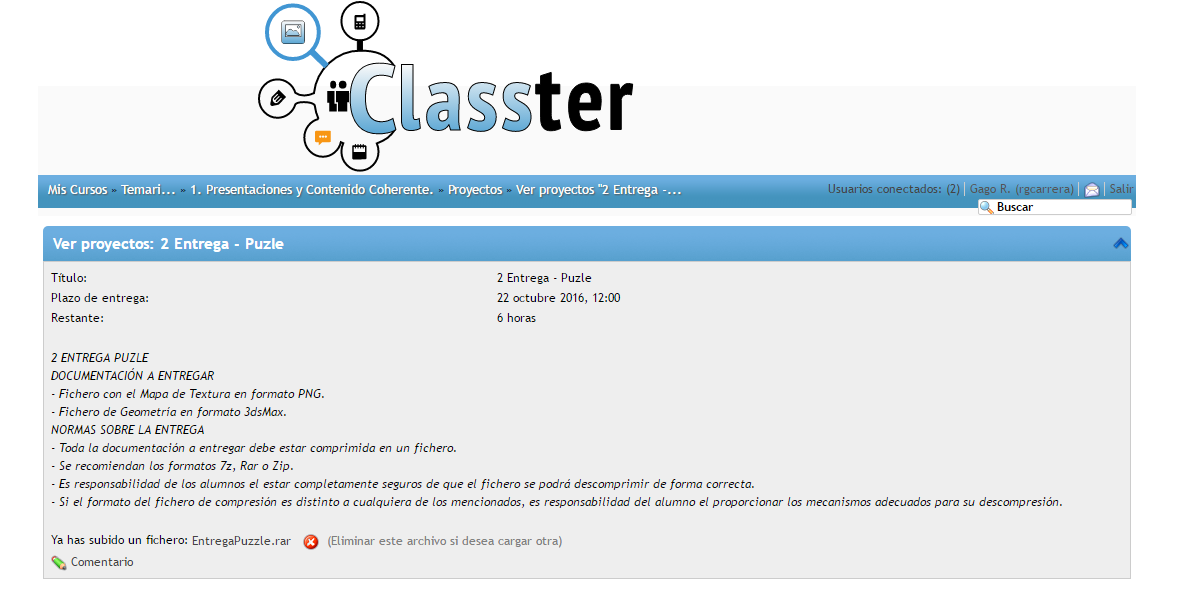 Classter
Mis Cursos » Temari... » 1. Presentaciones y Contenido Coherente. » Proyectos » Ver proyectos "2 Entrega -...
Usuarios conectados: (2) | Gago R. (rgcarrera) | | Salir
Buscar
Ver proyectos: 2 Entrega - Puzle
Título: 2 Entrega - Puzle
Plazo de entrega: 22 octubre 2016, 12:00
Restante: 6 horas
2 ENTREGA PUZLE
DOCUMENTACIÓN A ENTREGAR
- Fichero con el Mapa de Textura en formato PNG.
- Fichero de Geometría en formato 3dsMax.
NORMAS SOBRE LA ENTREGA
- Toda la documentación a entregar debe estar comprimida en un fichero.
- Se recomiendan los formatos 7z, Rar o Zip.
- Es responsabilidad de los alumnos el estar completamente seguros de que el fichero se podrá descomprimir de forma correcta.
- Si el formato del fichero de compresión es distinto a cualquiera de los mencionados, es responsabilidad del alumno el proporcionar los mecanismos adecuados para su descompresión.
Ya has subido un fichero: EntregaPuzzle.rar (Eliminar este archivo si desea cargar otra)
Comentario